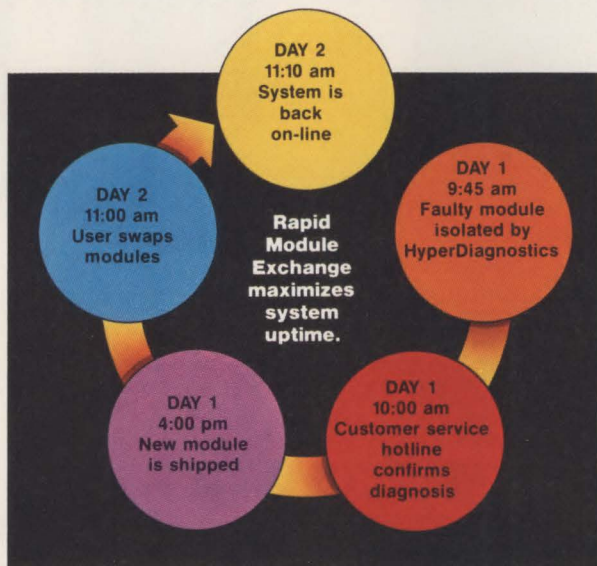 DAY 2
11:10 am
System is
back
on-line
DAY 1
9:45 am
Faulty module
isolated by
HyperDiagnostics
DAY 1
10:00 am
Customer service
hotline
confirms
diagnosis
DAY 1
4:00 pm
New module
is shipped
DAY 2
11:00 am
User swaps
modules
Rapid
Module
Exchange
maximizes
system
uptime.